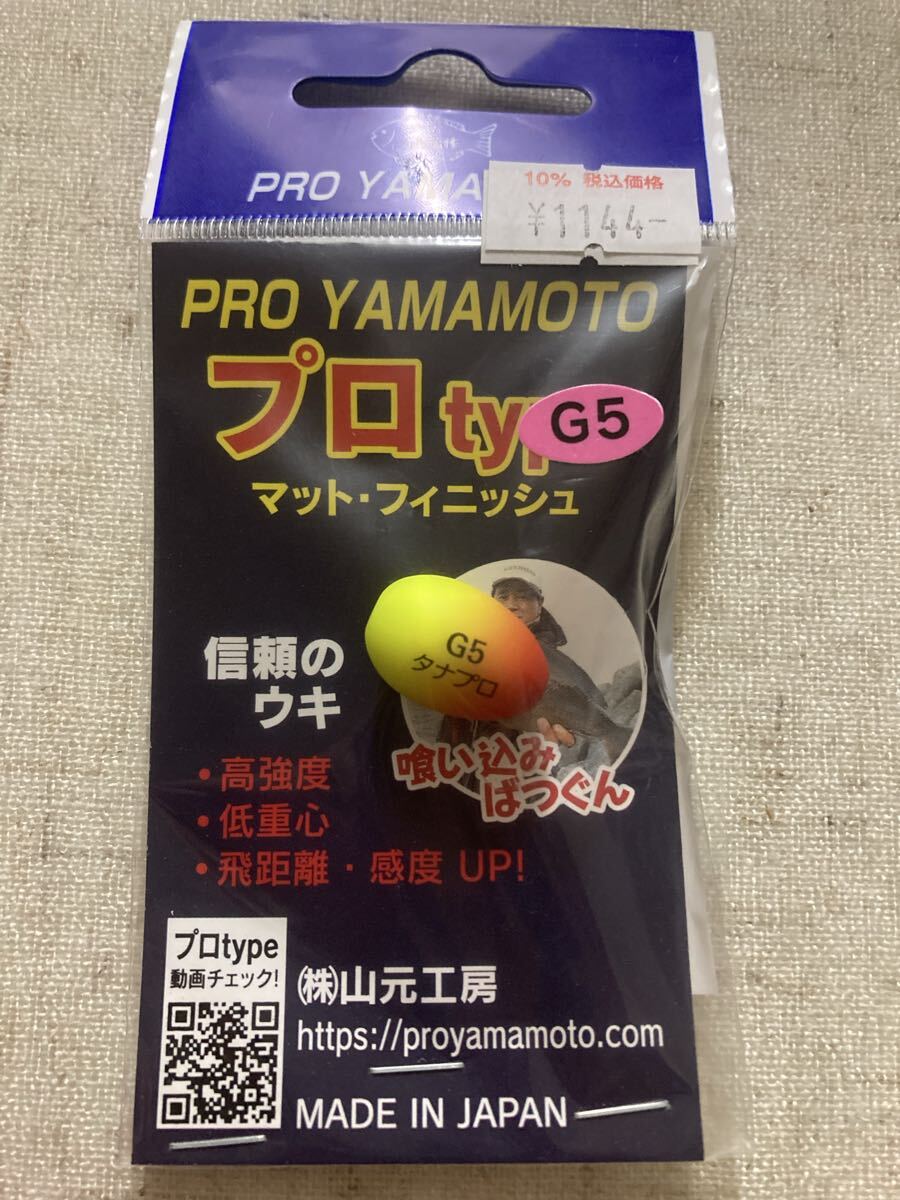 PRO YAMA
10% 税込価格
¥1144-
PRO YAMAMOTO
プロ typ
G5
マット・フィニッシュ
G5
タナプロ
信頼の
ウキ
喰い込み
ばつぐん
・高強度
・低重心
・飛距離・感度 UP!
プロtype
動画チェック!
㈱山元工房
https://proyamamoto.com
MADE IN JAPAN